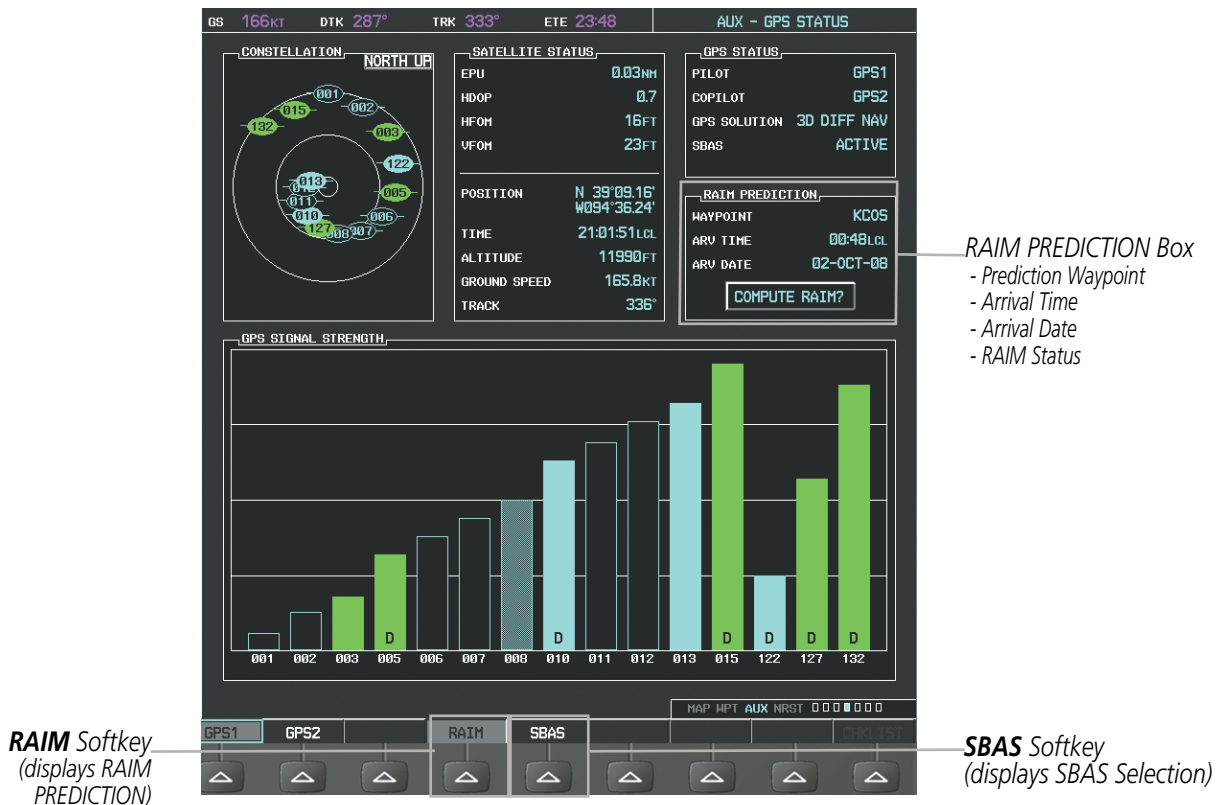 GS 166KT DTK 287° TRK 333° ETE 23:48 AUX - GPS STATUS
CONSTELLATION
NORTH UP
001
002
015
132
003
122
013
012
005
011
010
006
127
008
007
SATELLITE STATUS
EPU 0.03NM
HDOP 0.7
HFOM 16FT
VFOM 23FT
POSITION N 39°09.16'
W094°36.24'
TIME 21:01:51LCL
ALTITUDE 11990FT
GROUND SPEED 165.8KT
TRACK 336°
GPS STATUS
PILOT GPS1
COPILOT GPS2
GPS SOLUTION 3D DIFF NAV
SBAS ACTIVE
RAIM PREDICTION
WAYPOINT KCOS
ARV TIME 00:48LCL
ARV DATE 02-OCT-08
COMPUTE RAIM?
RAIM PREDICTION Box
- Prediction Waypoint
- Arrival Time
- Arrival Date
- RAIM Status
GPS SIGNAL STRENGTH
D D D D D D
001 002 003 005 006 007 008 010 011 012 013 015 122 127 132
MAP WPT AUX NRST
GPS1 GPS2 RAIM SBAS CHKLIST
RAIM Softkey
(displays RAIM
PREDICTION)
SBAS Softkey
(displays SBAS Selection)